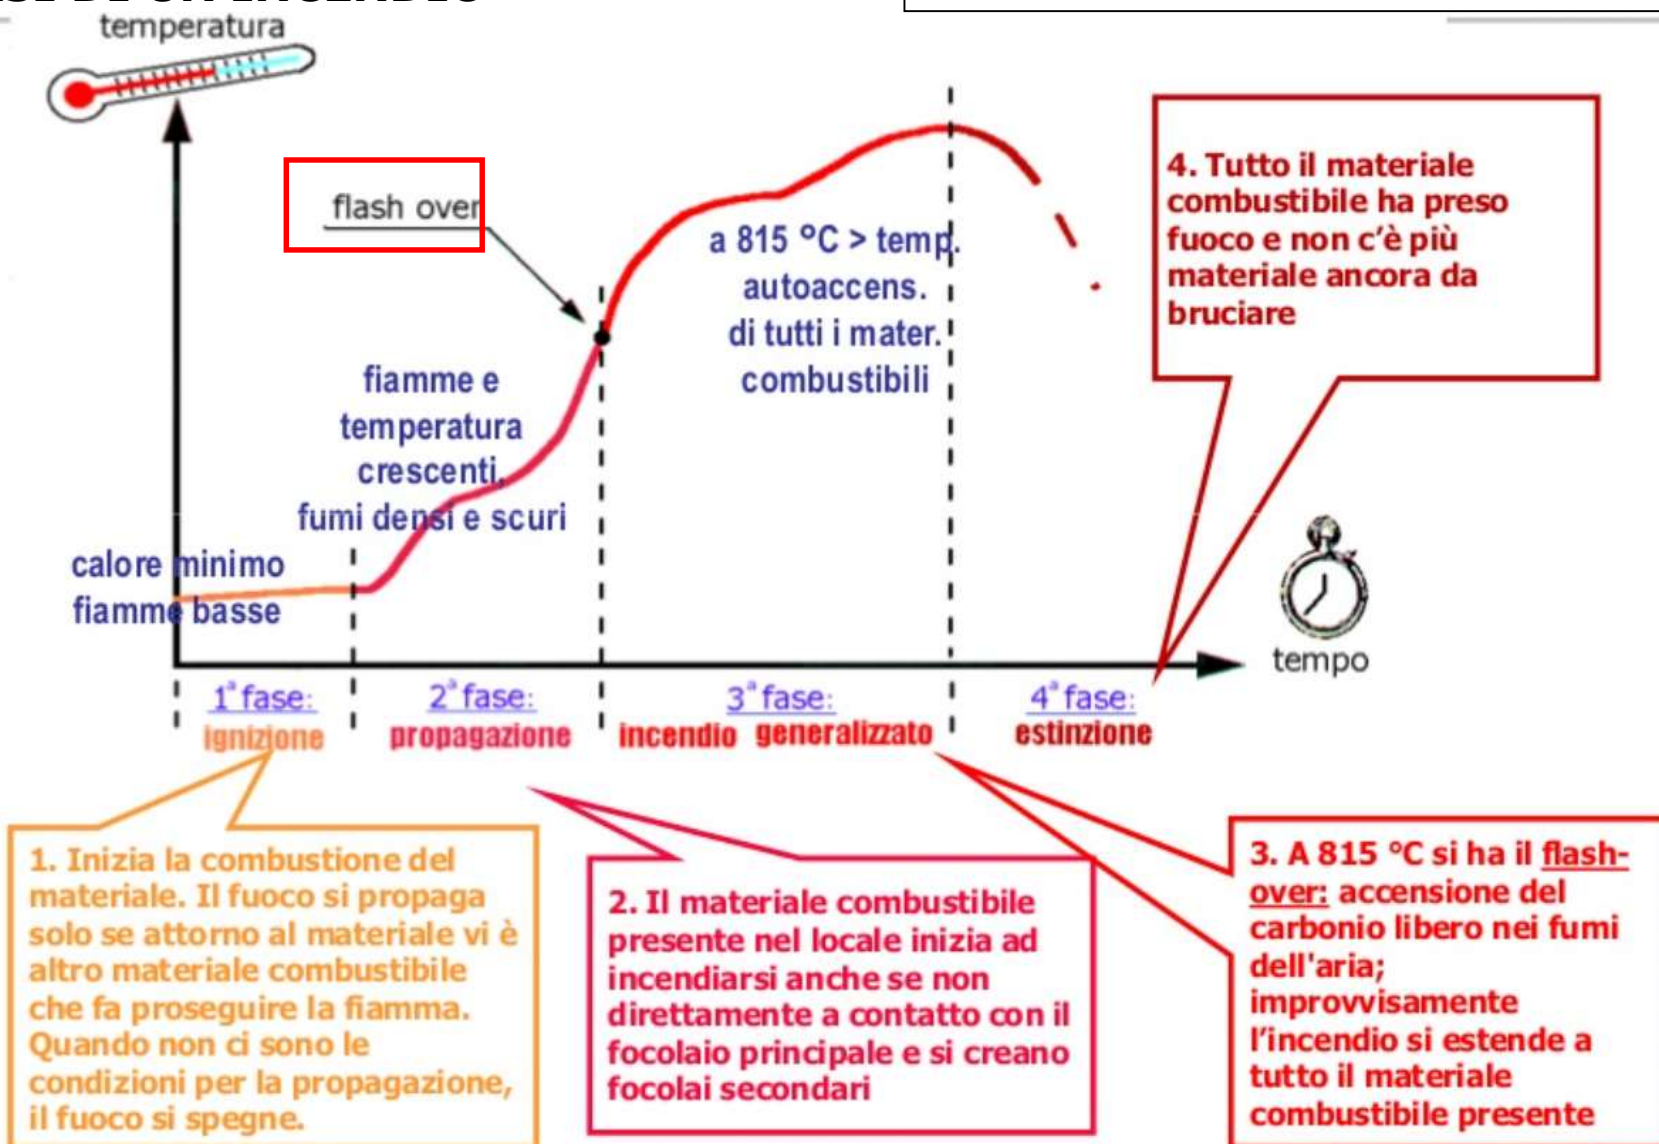 temperatura
flash over
a 815 °C > temp.
autoaccens.
di tutti i mater.
combustibili
fiamme e
temperatura
crescenti,
fumi densi e scuri
calore minimo
fiamme basse
4. Tutto il materiale
combustibile ha preso
fuoco e non c'è più
materiale ancora da
bruciare
tempo
1ª fase:
ignizione
2ª fase:
propagazione
3ª fase:
incendio generalizzato
4ª fase:
estinzione
1. Inizia la combustione del
materiale. Il fuoco si propaga
solo se attorno al materiale vi è
altro materiale combustibile
che fa proseguire la fiamma.
Quando non ci sono le
condizioni per la propagazione,
il fuoco si spegne.
2. Il materiale combustibile
presente nel locale inizia ad
incendiarsi anche se non
direttamente a contatto con il
focolaio principale e si creano
focolai secondari
3. A 815 °C si ha il flash-
over: accensione del
carbonio libero nei fumi
dell'aria;
improvvisamente
l'incendio si estende a
tutto il materiale
combustibile presente